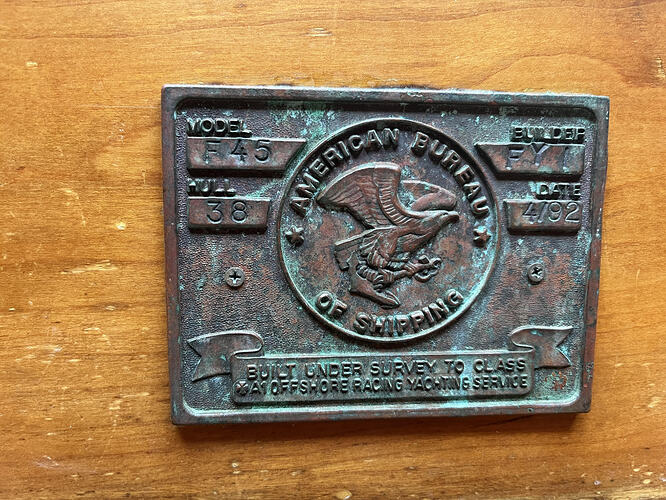 MODEL
F45
HULL
38
AMERICAN BUREAU
OF SHIPPING
BUILDER
PYI
DATE
4/92
BUILT UNDER SURVEY TO CLASS
✠ A1 OFFSHORE RACING YACHTING SERVICE